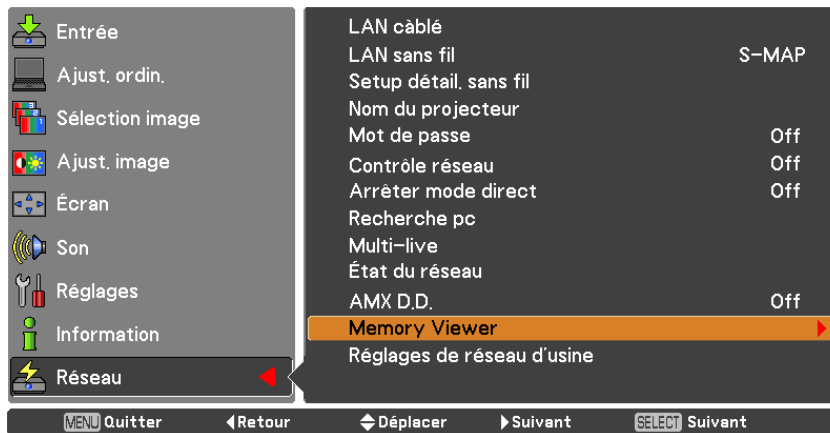 Entrée
Ajust. ordin.
Sélection image
Ajust. image
Écran
Son
Réglages
Information
Réseau
LAN càblé
LAN sans fil S-MAP
Setup détail. sans fil
Nom du projecteur
Mot de passe Off
Contrôle réseau Off
Arrêter mode direct Off
Recherche pc
Multi-live
État du réseau
AMX D.D. Off
Memory Viewer
Réglages de réseau d'usine
MENU Quitter Retour Déplacer Suivant SELECT Suivant